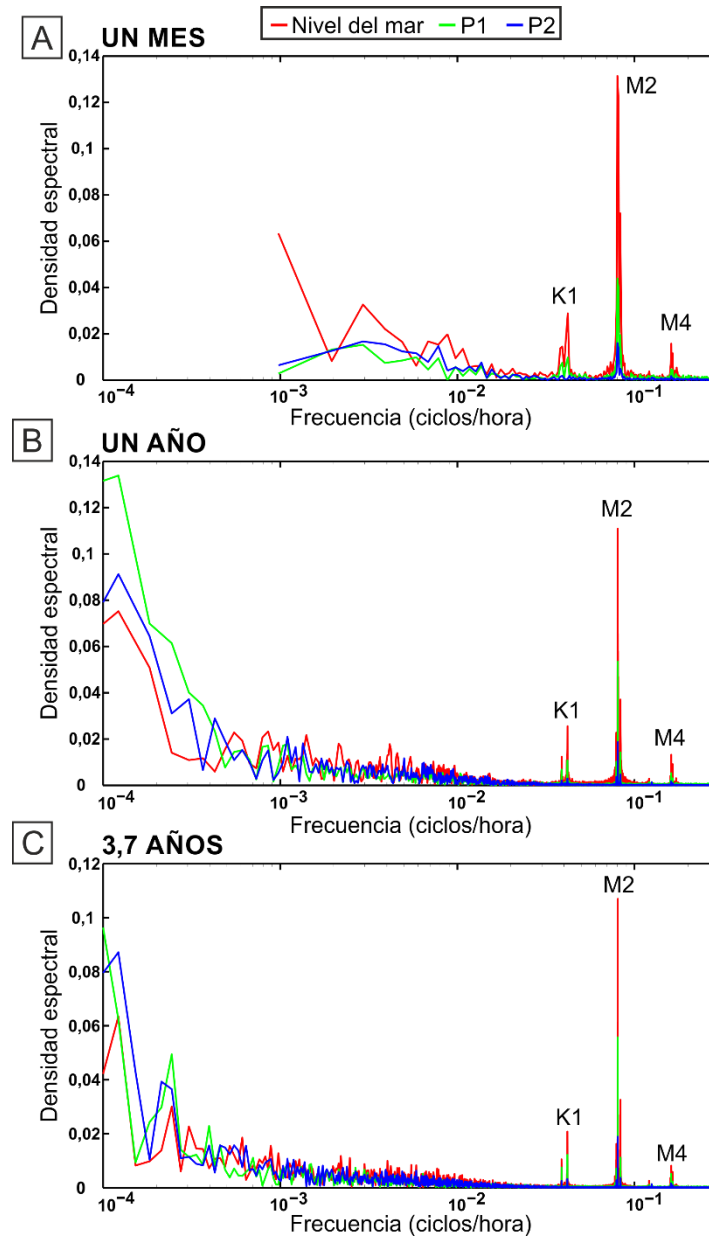 Nivel del mar P1 P2
A UN MES
0,14
0,12
0,1
0,08
0,06
0,04
0,02
0
Densidad espectral
M2
K1
M4
10⁻⁴ 10⁻³ 10⁻² 10⁻¹
Frecuencia (ciclos/hora)
B UN AÑO
0,14
0,12
0,1
0,08
0,06
0,04
0,02
0
Densidad espectral
M2
K1
M4
10⁻⁴ 10⁻³ 10⁻² 10⁻¹
Frecuencia (ciclos/hora)
C 3,7 AÑOS
0,12
0,1
0,08
0,06
0,04
0,02
0
Densidad espectral
M2
K1
M4
10⁻⁴ 10⁻³ 10⁻² 10⁻¹
Frecuencia (ciclos/hora)